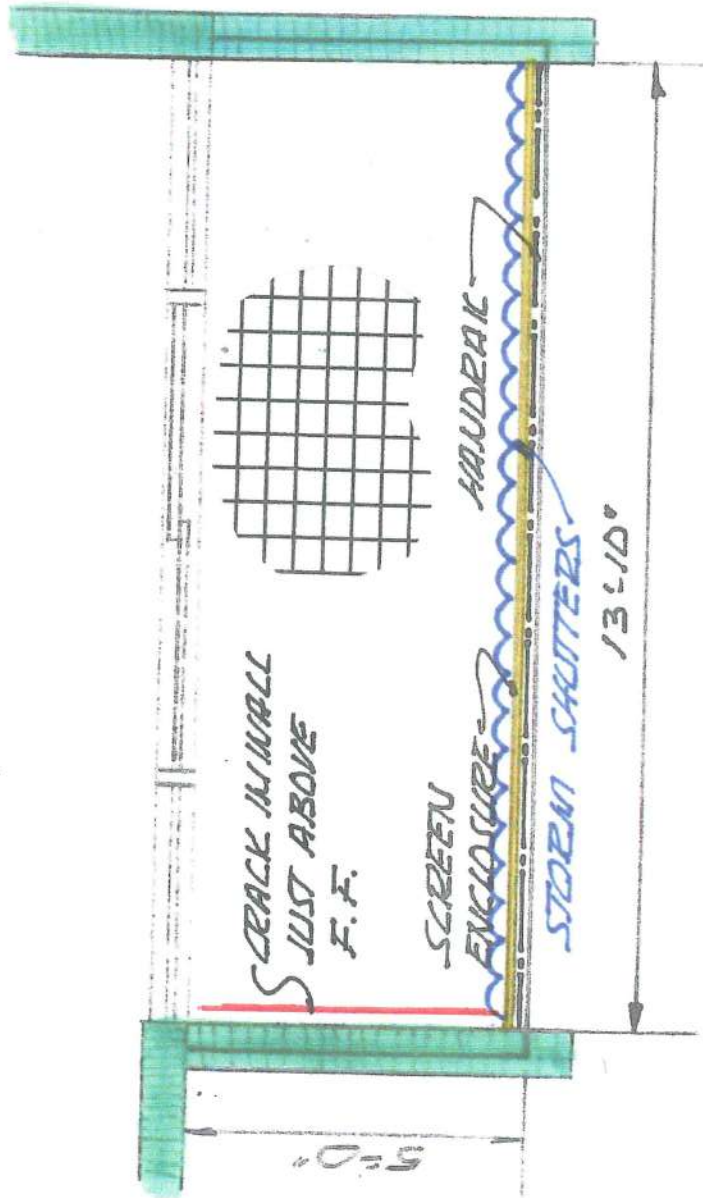 CRACK IN WALL
JUST ABOVE
F.F.
SCREEN
ENCLOSURE
HANDRAIL
STORM SHUTTERS
13'-10"
5'-0"